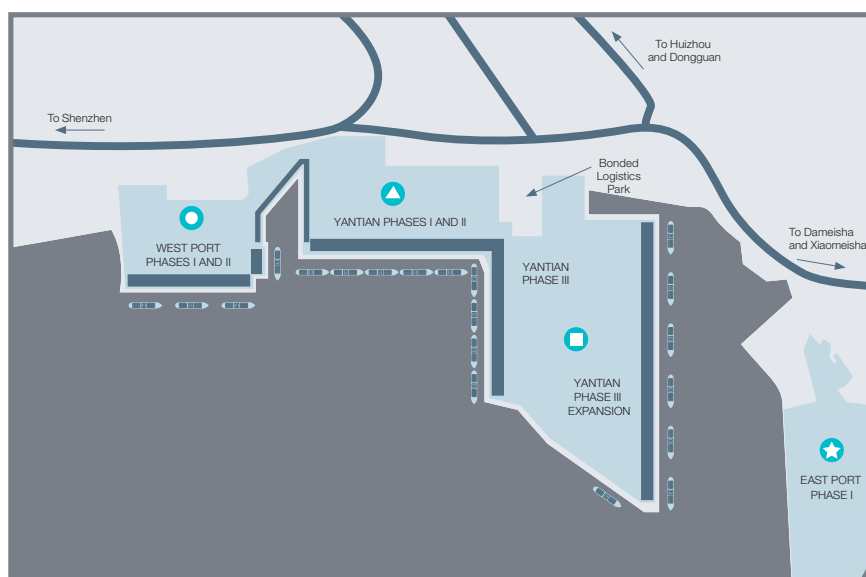 To Huizhou
and Dongguan
To Shenzhen
Bonded
Logistics
Park
YANTIAN PHASES I AND II
To Dameisha
and Xiaomeisha
WEST PORT
PHASES I AND II
YANTIAN
PHASE III
YANTIAN
PHASE III
EXPANSION
EAST PORT
PHASE I